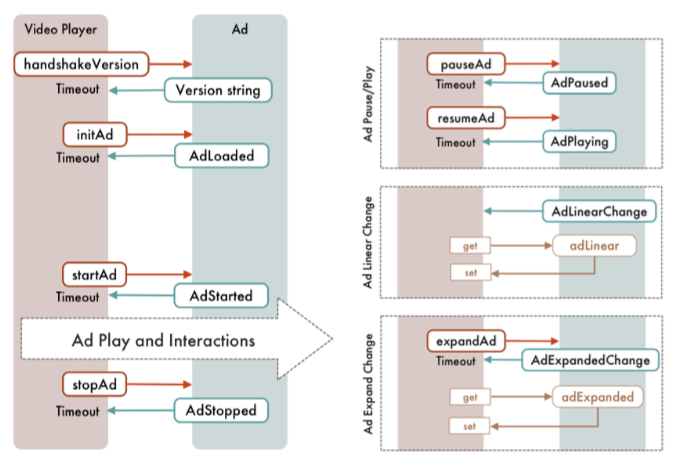 Video Player
Ad
handshakeVersion
Timeout
Version string
initAd
Timeout
AdLoaded
startAd
Timeout
AdStarted
Ad Play and Interactions
stopAd
Timeout
AdStopped
Ad Pause/Play
pauseAd
Timeout
AdPaused
resumeAd
Timeout
AdPlaying
Ad Linear Change
AdLinearChange
get
adLinear
set
Ad Expand Change
expandAd
Timeout
AdExpandedChange
get
adExpanded
set